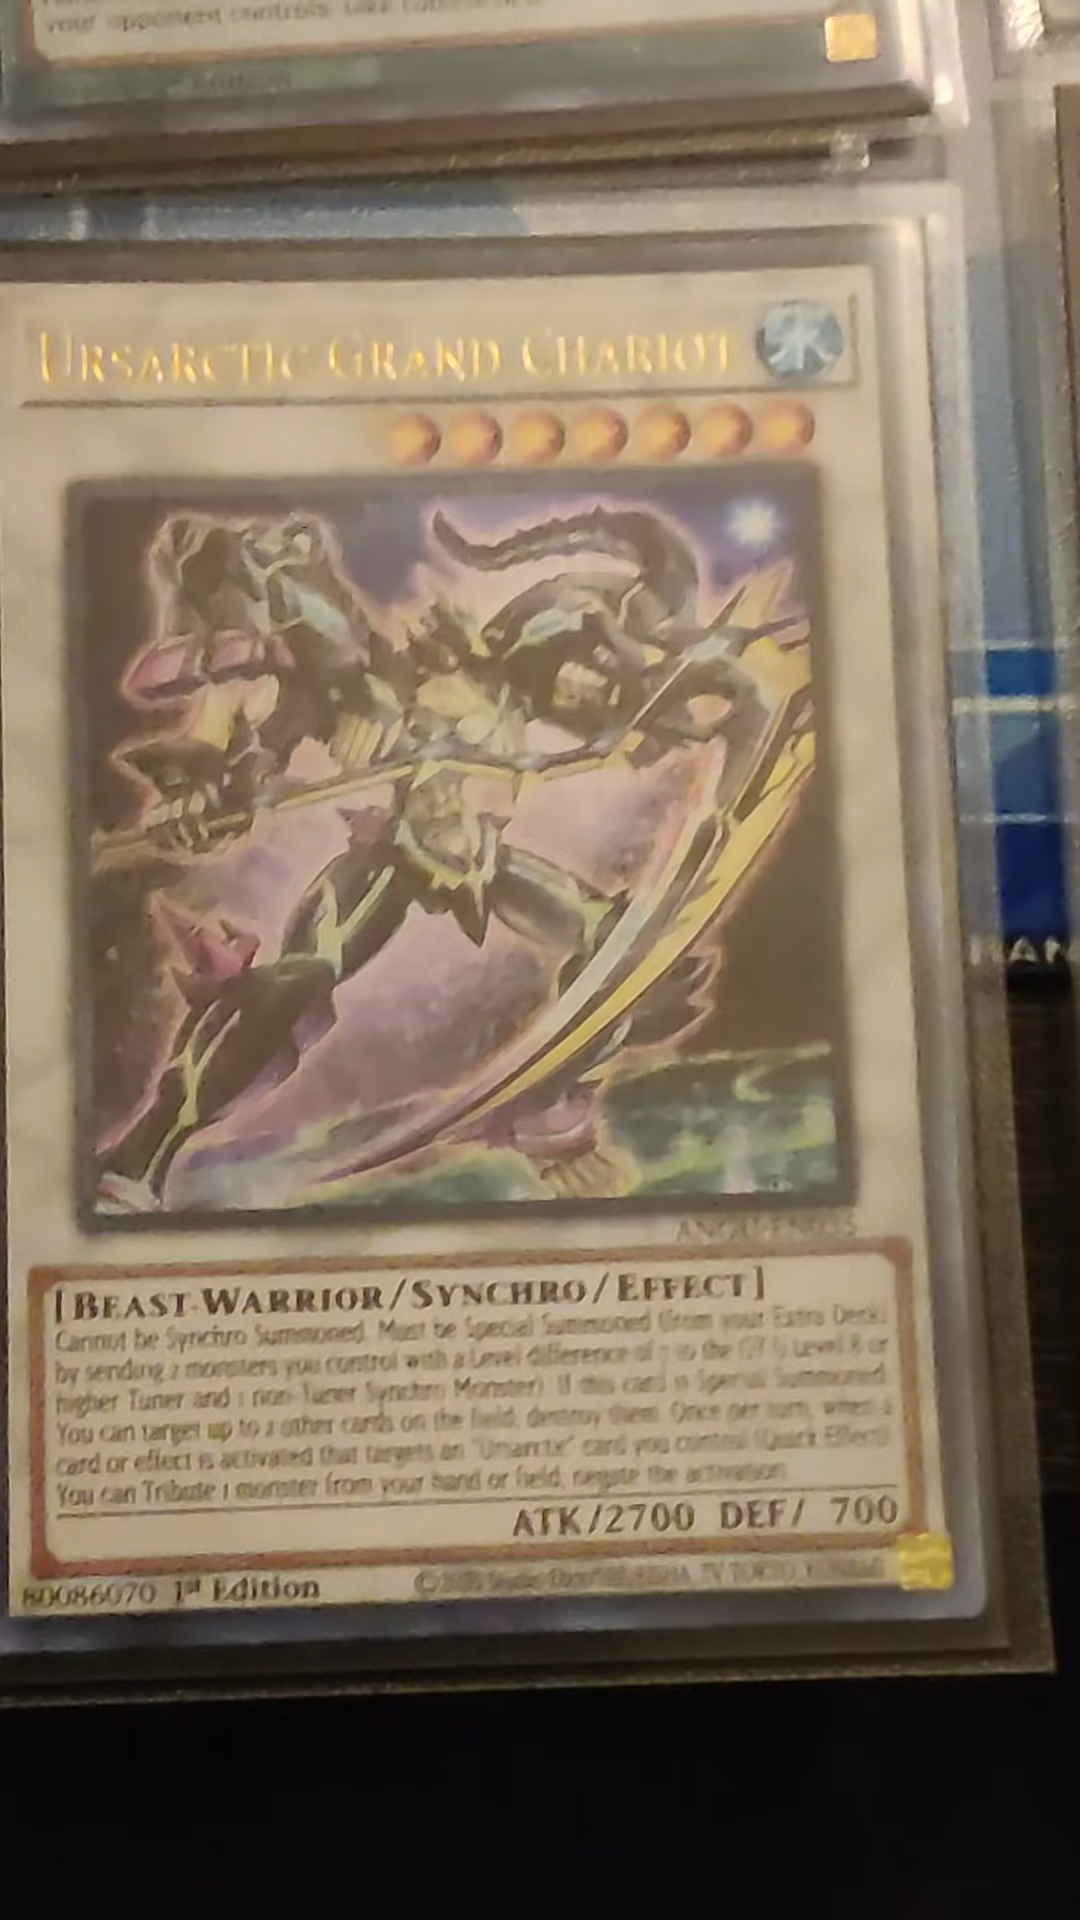 your opponent controls. Take
URSARCTIC GRAND CHARIOT
[BEAST-WARRIOR/SYNCHRO/EFFECT]
Cannot be Synchro Summoned. Must be Special Summoned (from your Extra Deck)
by sending 2 monsters you control with a Level difference of 7 to the GY (1 Level 8 or
higher Tuner and 1 non-Tuner Synchro Monster). If this card is Special Summoned:
You can target up to 2 other cards on the field; destroy them. Once per turn, when a
card or effect is activated that targets an "Ursarctic" card you control (Quick Effect):
You can Tribute 1 monster from your hand or field; negate the activation.
ATK/2700 DEF/ 700
80086070 1st Edition